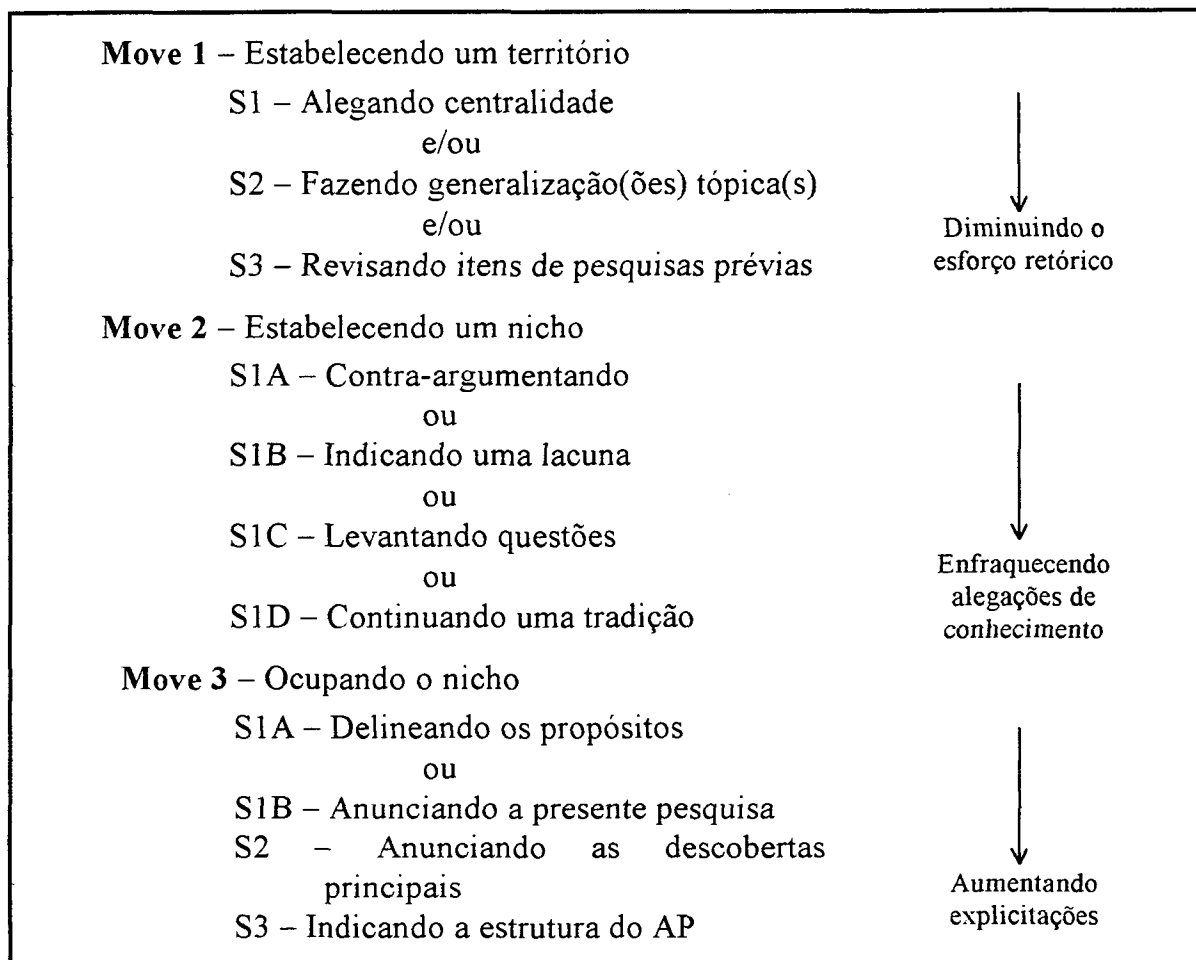 Move 1 – Estabelecendo um território
S1 – Alegando centralidade
e/ou
S2 – Fazendo generalização(ões) tópica(s)
e/ou
S3 – Revisando itens de pesquisas prévias
Diminuindo o
esforço retórico
Move 2 – Estabelecendo um nicho
S1A – Contra-argumentando
ou
S1B – Indicando uma lacuna
ou
S1C – Levantando questões
ou
S1D – Continuando uma tradição
Enfraquecendo
alegações de
conhecimento
Move 3 – Ocupando o nicho
S1A – Delineando os propósitos
ou
S1B – Anunciando a presente pesquisa
S2 – Anunciando as descobertas
principais
S3 – Indicando a estrutura do AP
Aumentando
explicitações